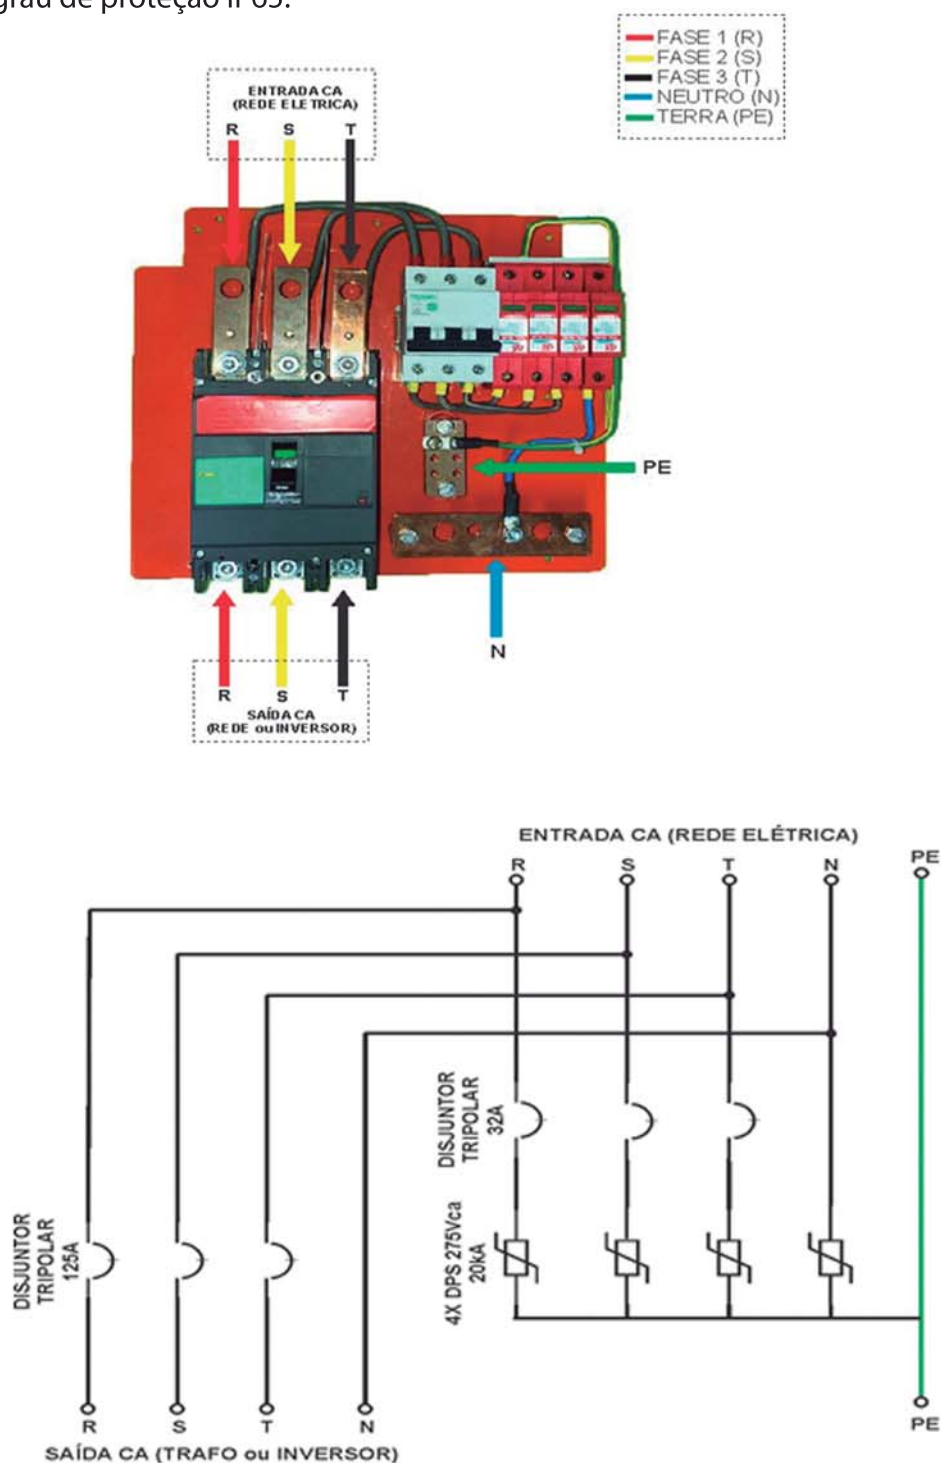 grau de proteção IP65.
FASE 1 (R)
FASE 2 (S)
FASE 3 (T)
NEUTRO (N)
TERRA (PE)
ENTRADA CA
(REDE ELETRICA)
R S T
PE
N
R S T
SAÍDA CA
(REDE ou INVERSOR)
ENTRADA CA (REDE ELÉTRICA)
R S T N PE
DISJUNTOR
TRIPOLAR
32A
DISJUNTOR
TRIPOLAR
125A
4X DPS 275Vca
20kA
R S T N PE
SAÍDA CA (TRAFO ou INVERSOR)